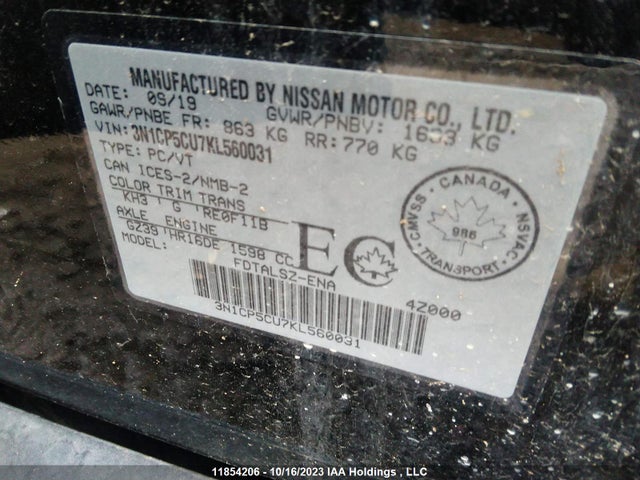 MANUFACTURED BY NISSAN MOTOR CO., LTD.
DATE: 09/19 GVWR/PNBV: 1633 KG
GAWR/PNBE FR: 863 KG RR: 770 KG
VIN: 3N1CP5CU7KL560031
TYPE: PC/VT
CAN ICES-2/NMB-2
COLOR TRIM TRANS
KH3 G RE0F11B
AXLE ENGINE
GZ39 HR16DE 1598 CC
MODEL: FDTALSZ-ENA
EC
CANADA
CMVSS NSVAC
986
TRANSPORT
4Z000
3N1CP5CU7KL560031
11854206 - 10/16/2023 IAA Holdings , LLC